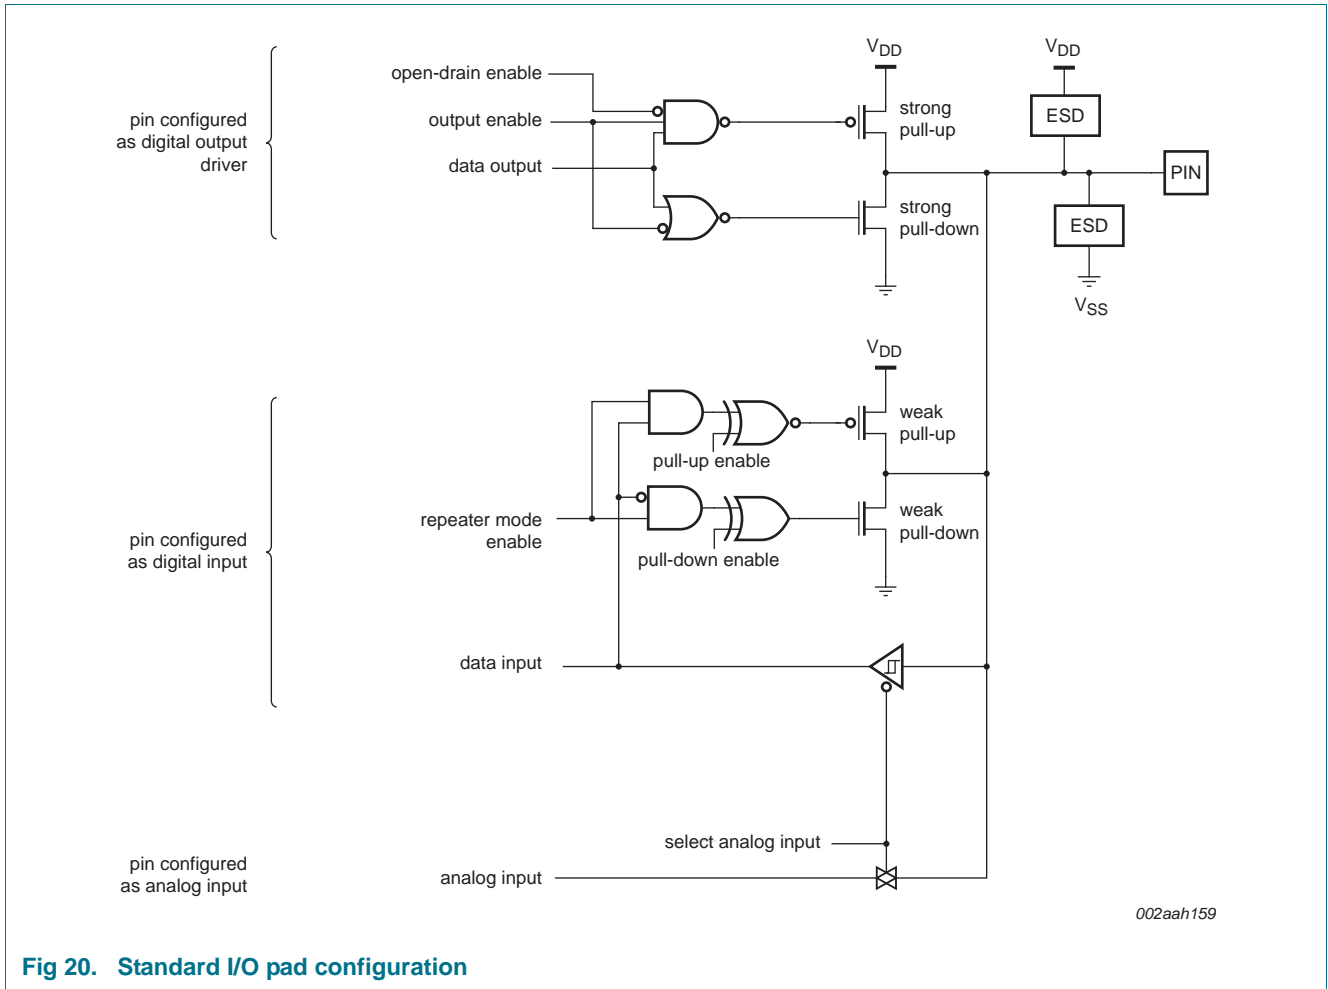 pin configured
as digital output
driver
open-drain enable
output enable
data output
VDD
strong
pull-up
strong
pull-down
VDD
ESD
PIN
ESD
VSS
pin configured
as digital input
VDD
weak
pull-up
pull-up enable
repeater mode
enable
pull-down enable
weak
pull-down
data input
select analog input
pin configured
as analog input
analog input
002aah159
Fig 20. Standard I/O pad configuration